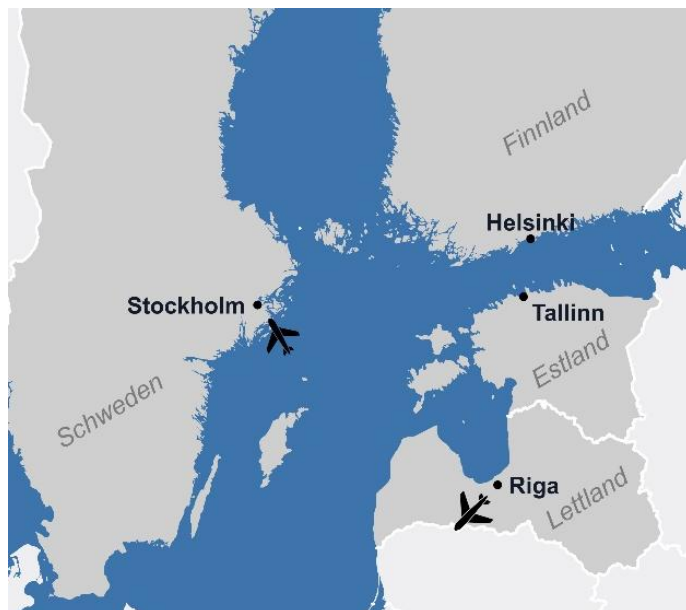 Finnland
Helsinki
Stockholm
Tallinn
Estland
Schweden
Riga
Lettland